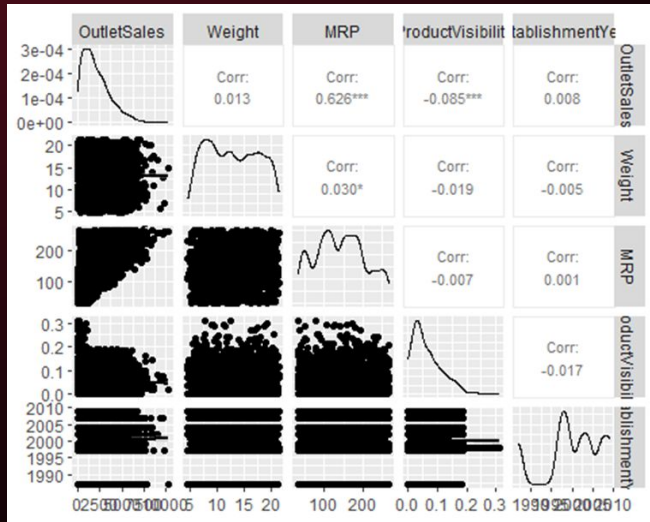 OutletSales Weight MRP ProductVisibilit tablishmentYe
3e-04
2e-04
1e-04
0e+00
Corr:
0.013
Corr:
0.626***
Corr:
-0.085***
Corr:
0.008
OutletSales
20
15
10
5
Corr:
0.030*
Corr:
-0.019
Corr:
-0.005
Weight
200
100
Corr:
-0.007
Corr:
0.001
MRP
0.3
0.2
0.1
0.0
Corr:
-0.017
oductVisibil
2010
2005
2000
1995
1990
ablishmentY
5 10 15 20 100 200 0.0 0.1 0.2 0.3